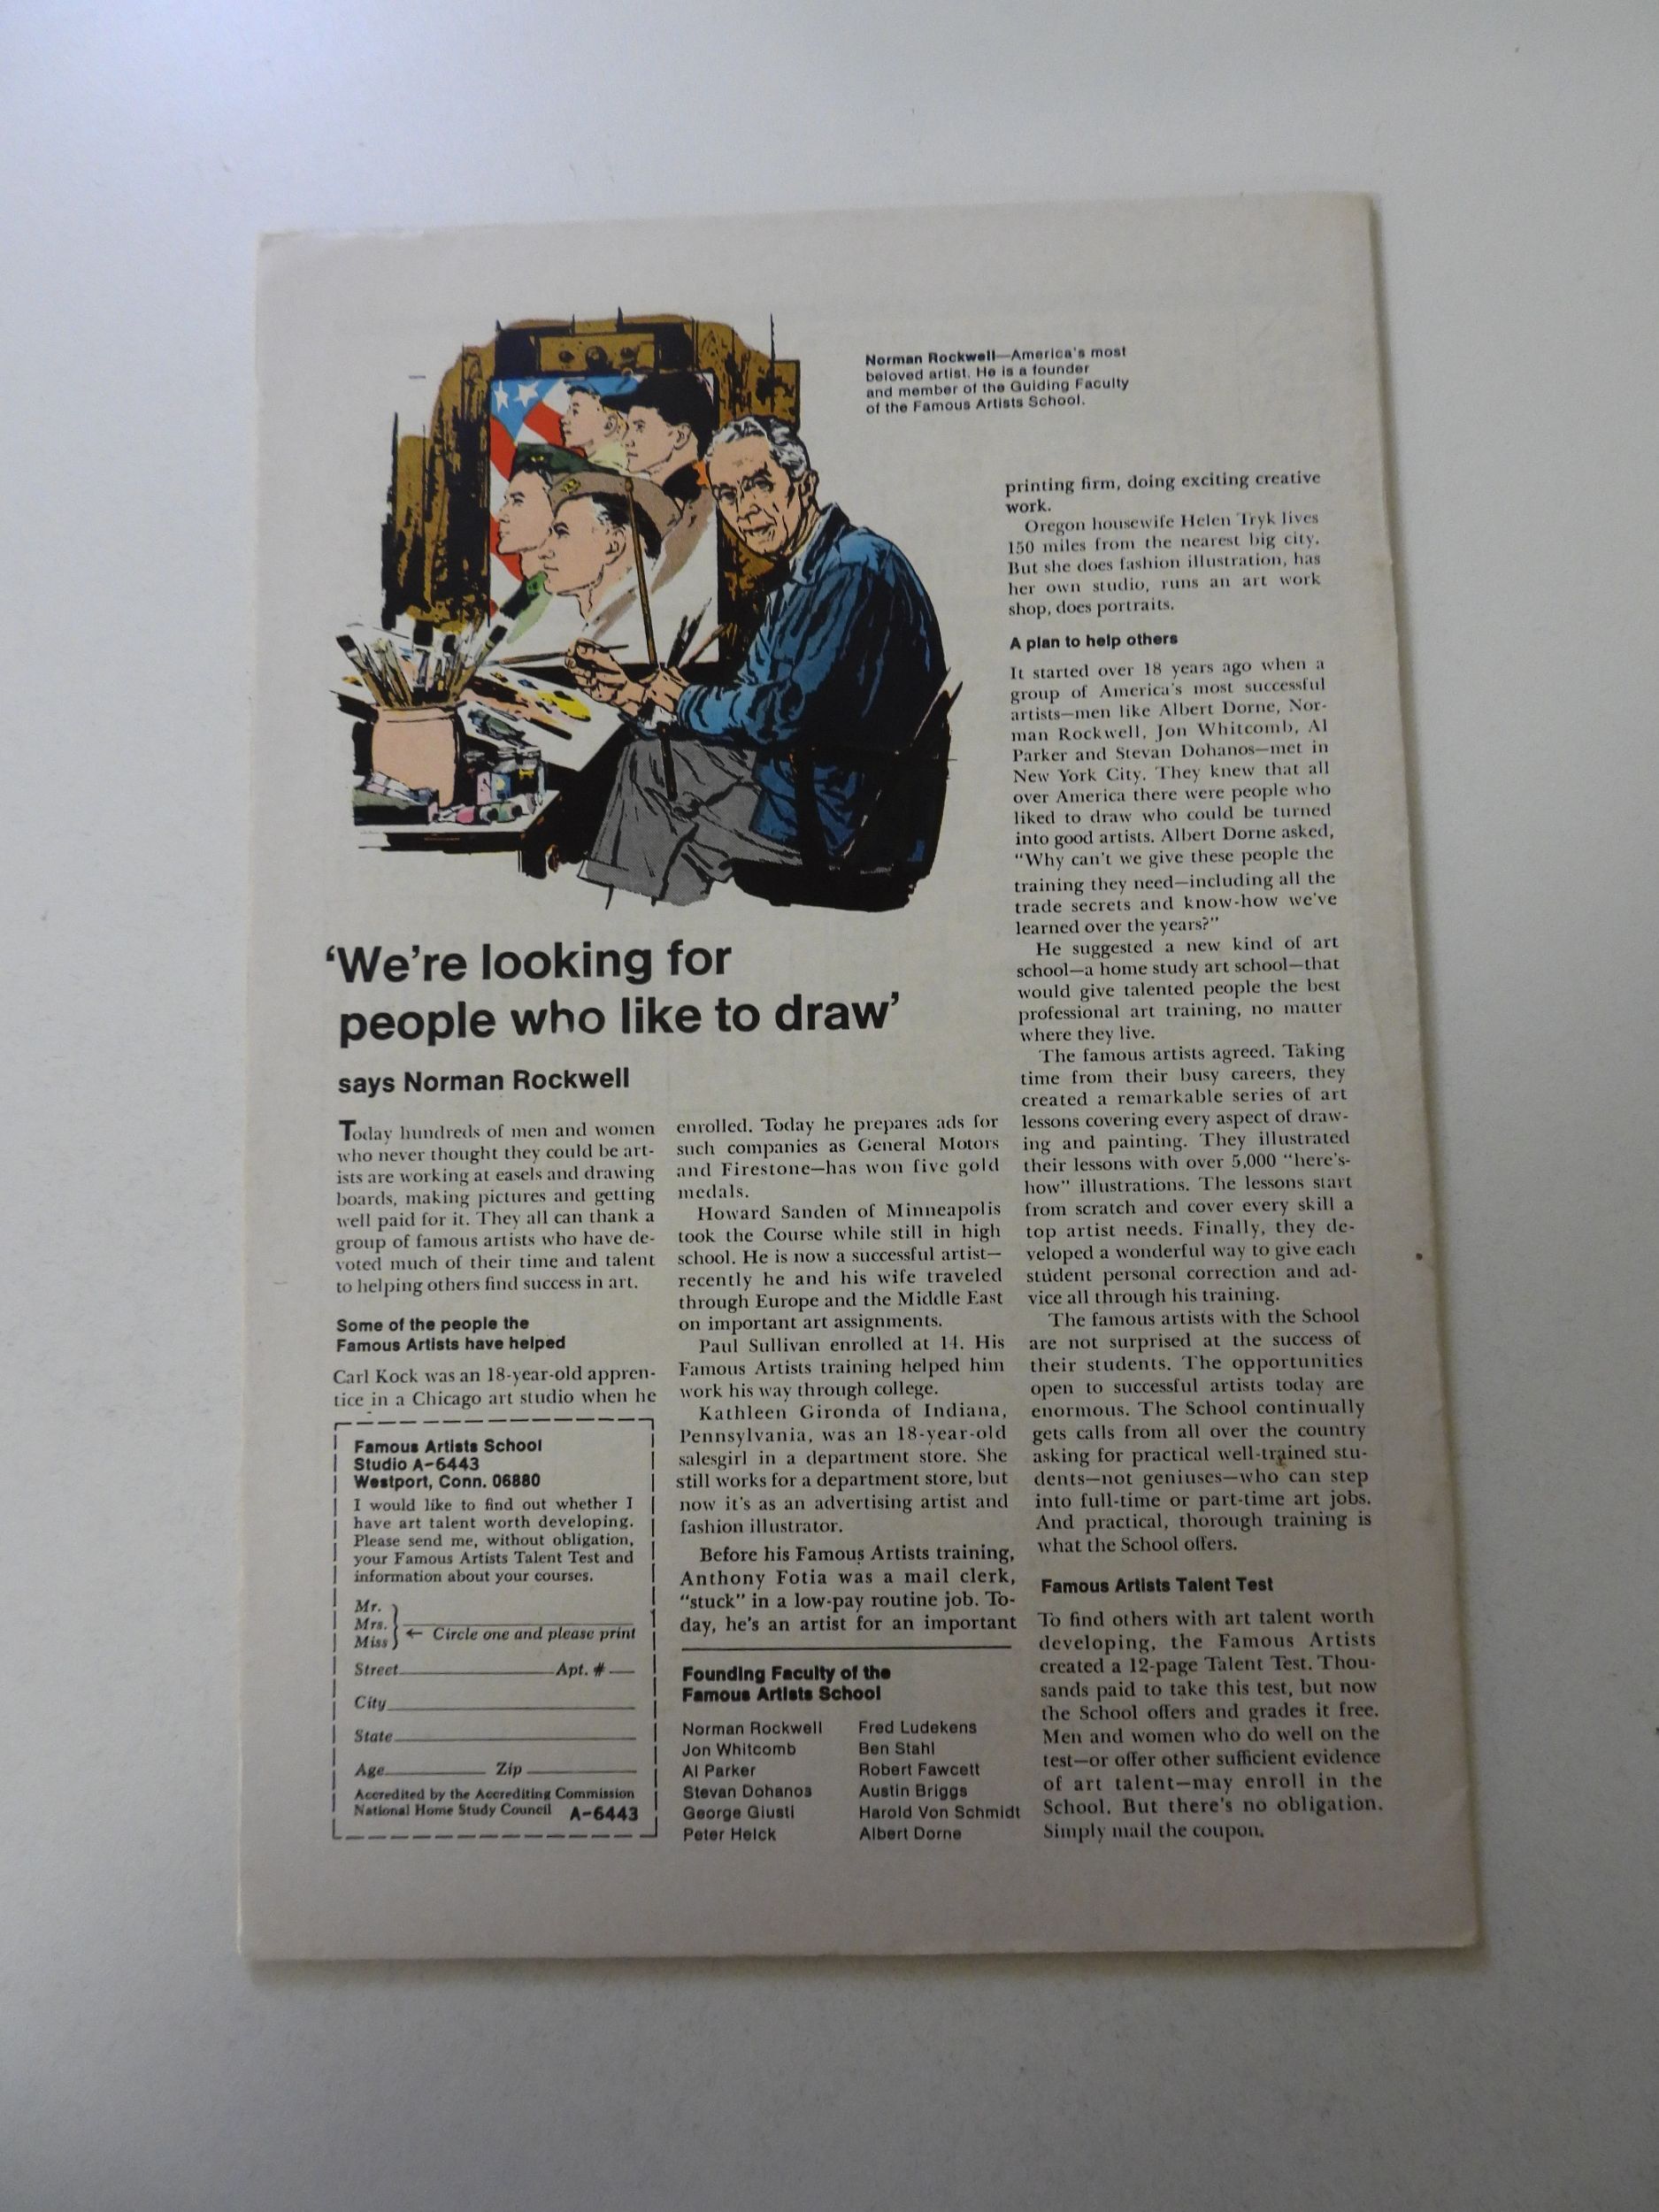 Norman Rockwell—America's most
beloved artist. He is a founder
and member of the Guiding Faculty
of the Famous Artists School.
'We're looking for
people who like to draw'
says Norman Rockwell
Today hundreds of men and women
who never thought they could be art-
ists are working at easels and drawing
boards, making pictures and getting
well paid for it. They all can thank a
group of famous artists who have de-
voted much of their time and talent
to helping others find success in art.
Some of the people the
Famous Artists have helped
Carl Kock was an 18-year-old appren-
tice in a Chicago art studio when he
enrolled. Today he prepares ads for
such companies as General Motors
and Firestone—has won five gold
medals.
Howard Sanden of Minneapolis
took the Course while still in high
school. He is now a successful artist—
recently he and his wife traveled
through Europe and the Middle East
on important art assignments.
Paul Sullivan enrolled at 14. His
Famous Artists training helped him
work his way through college.
Kathleen Gironda of Indiana,
Pennsylvania, was an 18-year-old
salesgirl in a department store. She
still works for a department store, but
now it's as an advertising artist and
fashion illustrator.
Before his Famous Artists training,
Anthony Fotia was a mail clerk,
"stuck" in a low-pay routine job. To-
day, he's an artist for an important
printing firm, doing exciting creative
work.
Oregon housewife Helen Tryk lives
150 miles from the nearest big city.
But she does fashion illustration, has
her own studio, runs an art work
shop, does portraits.
A plan to help others
It started over 18 years ago when a
group of America's most successful
artists—men like Albert Dorne, Nor-
man Rockwell, Jon Whitcomb, Al
Parker and Stevan Dohanos—met in
New York City. They knew that all
over America there were people who
liked to draw who could be turned
into good artists. Albert Dorne asked,
"Why can't we give these people the
training they need—including all the
trade secrets and know-how we've
learned over the years?"
He suggested a new kind of art
school—a home study art school—that
would give talented people the best
professional art training, no matter
where they live.
The famous artists agreed. Taking
time from their busy careers, they
created a remarkable series of art
lessons covering every aspect of draw-
ing and painting. They illustrated
their lessons with over 5,000 "here's-
how" illustrations. The lessons start
from scratch and cover every skill a
top artist needs. Finally, they de-
veloped a wonderful way to give each
student personal correction and ad-
vice all through his training.
The famous artists with the School
are not surprised at the success of
their students. The opportunities
open to successful artists today are
enormous. The School continually
gets calls from all over the country
asking for practical well-trained stu-
dents—not geniuses—who can step
into full-time or part-time art jobs.
And practical, thorough training is
what the School offers.
Famous Artists Talent Test
To find others with art talent worth
developing, the Famous Artists
created a 12-page Talent Test. Thou-
sands paid to take this test, but now
the School offers and grades it free.
Men and women who do well on the
test—or offer other sufficient evidence
of art talent—may enroll in the
School. But there's no obligation.
Simply mail the coupon.
Famous Artists School
Studio A-6443
Westport, Conn. 06880
I would like to find out whether I
have art talent worth developing.
Please send me, without obligation,
your Famous Artists Talent Test and
information about your courses.
Mr.
Mrs.
Miss
← Circle one and please print
Street Apt. #
City
State
Age Zip
Accredited by the Accrediting Commission
National Home Study Council A-6443
Founding Faculty of the
Famous Artists School
Norman Rockwell
Jon Whitcomb
Al Parker
Stevan Dohanos
George Giusti
Peter Helck
Fred Ludekens
Ben Stahl
Robert Fawcett
Austin Briggs
Harold Von Schmidt
Albert Dorne